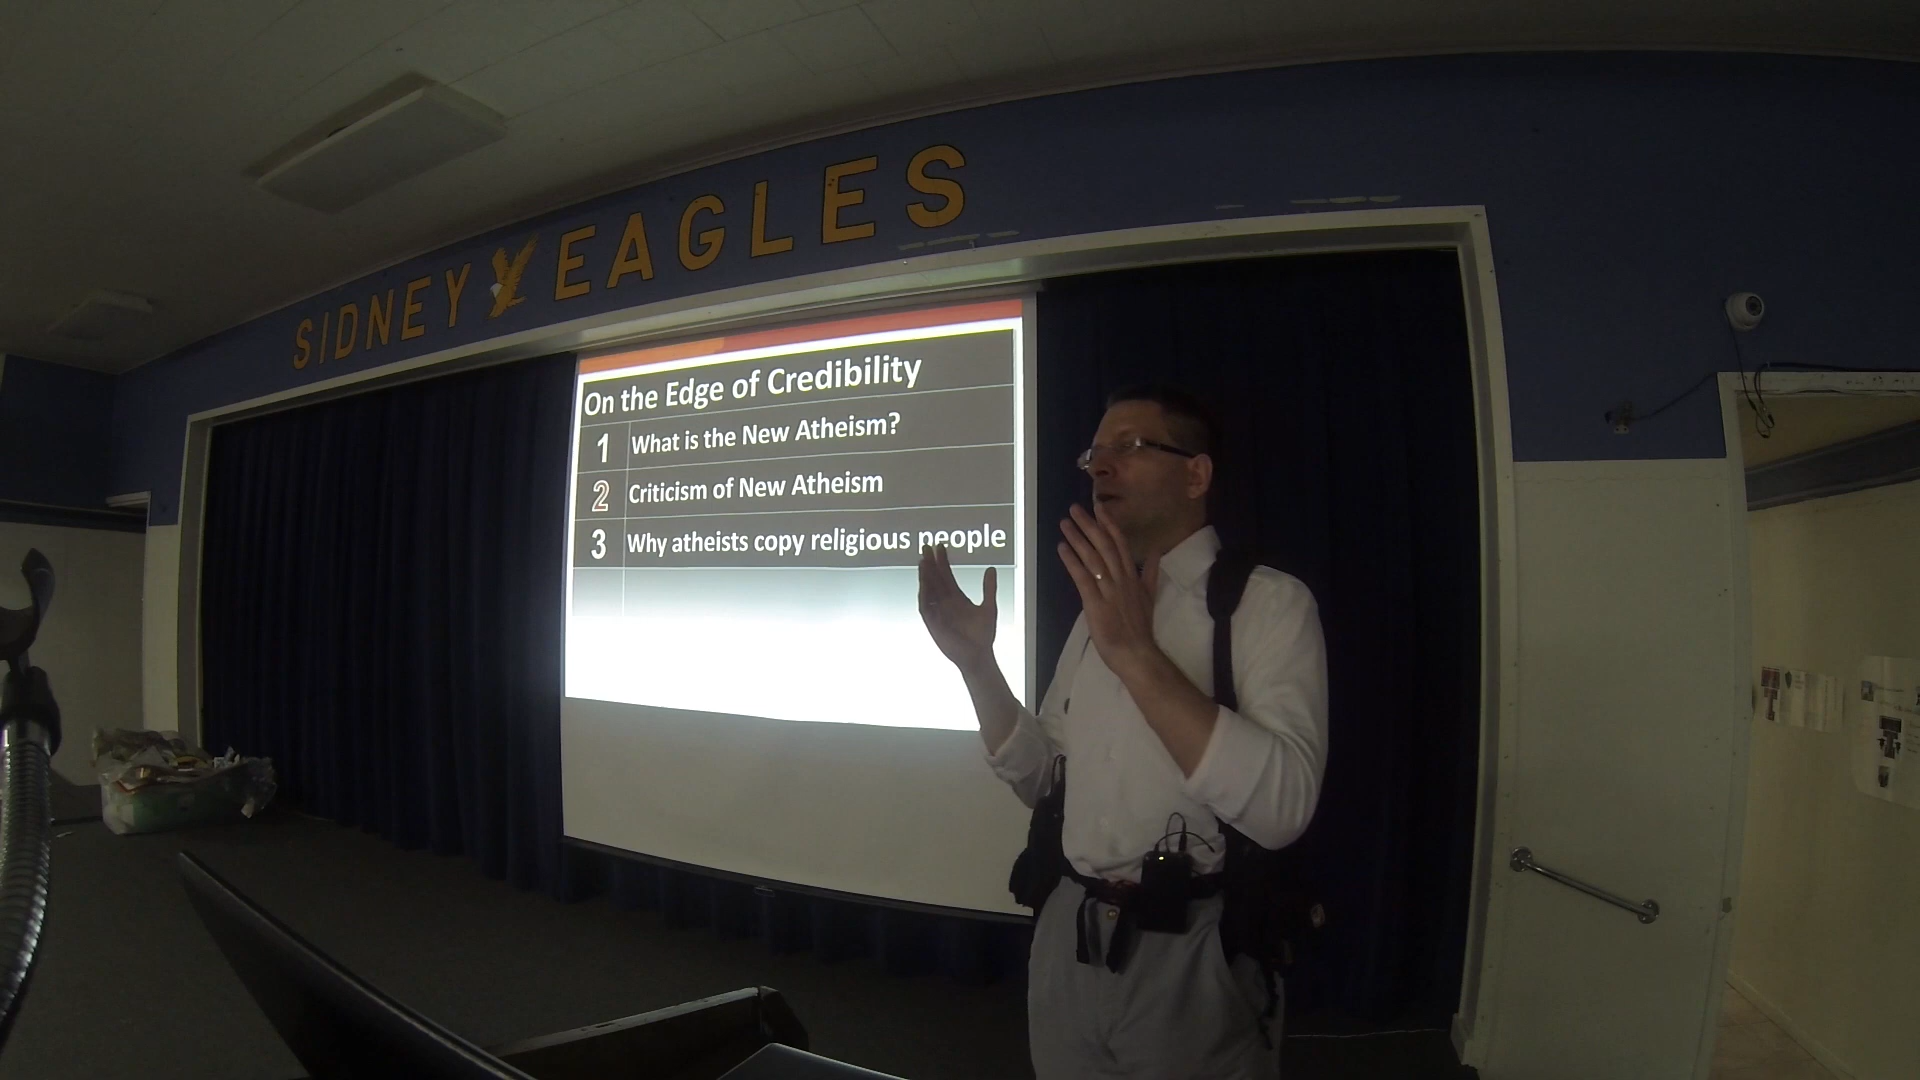 SIDNEY EAGLES
On the Edge of Credibility
1 What is the New Atheism?
2 Criticism of New Atheism
3 Why atheists copy religious people